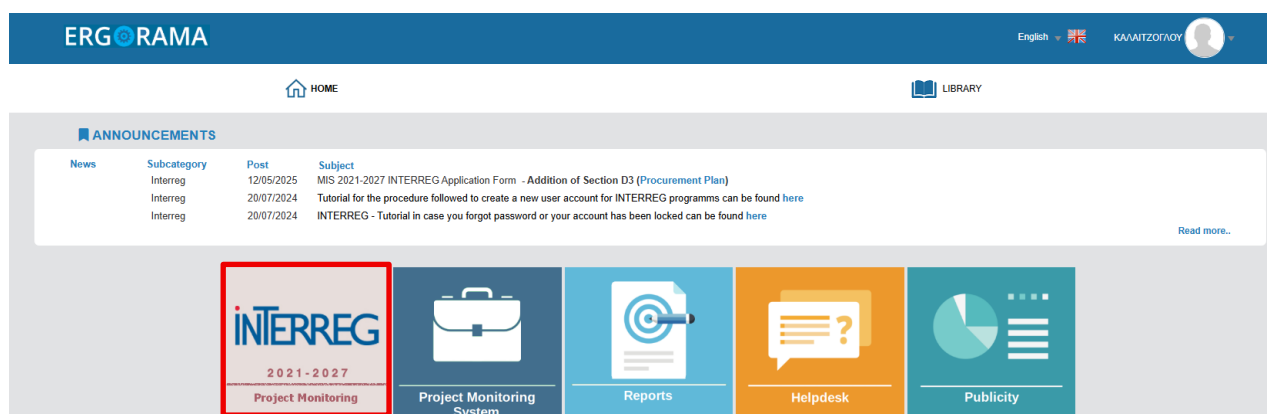 ERGORAMA
English
ΚΑΛΑΙΤΖΟΓΛΟΥ
HOME
LIBRARY
ANNOUNCEMENTS
News Subcategory Post Subject
Interreg 12/05/2025 MIS 2021-2027 INTERREG Application Form - Addition of Section D3 (Procurement Plan)
Interreg 20/07/2024 Tutorial for the procedure followed to create a new user account for INTERREG programms can be found here
Interreg 20/07/2024 INTERREG - Tutorial in case you forgot password or your account has been locked can be found here
Read more..
iNTERREG
2021-2027
Project Monitoring
Project Monitoring
System
Reports
Helpdesk
Publicity